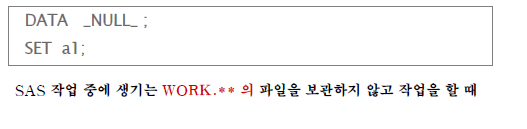 DATA _NULL_ ;
SET a1;
SAS 작업 중에 생기는 WORK.** 의 파일을 보관하지 않고 작업을 할 때